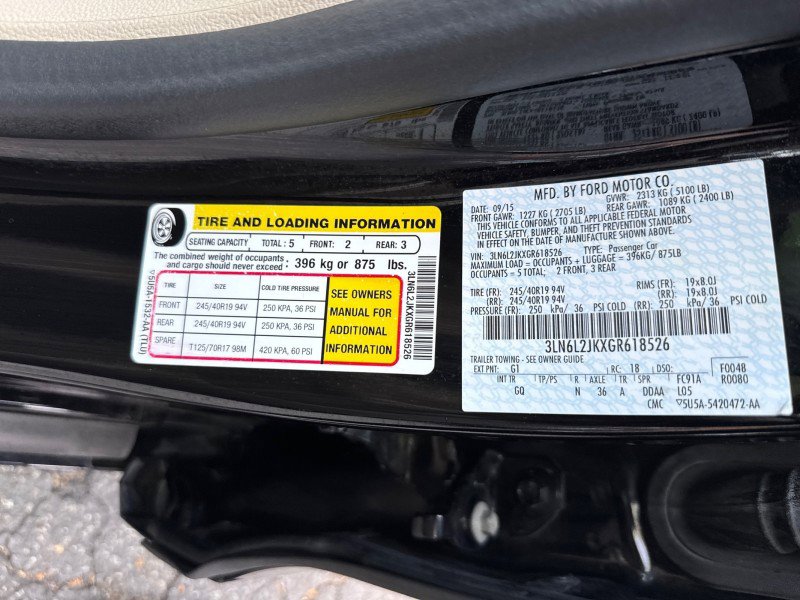 TIRE AND LOADING INFORMATION
SEATING CAPACITY TOTAL : 5 FRONT: 2 REAR: 3
The combined weight of occupants
and cargo should never exceed : 396 kg or 875 lbs.
TIRE SIZE COLD TIRE PRESSURE
FRONT 245/40R19 94V 250 KPA, 36 PSI
REAR 245/40R19 94V 250 KPA, 36 PSI
SPARE T125/70R17 98M 420 KPA, 60 PSI
SEE OWNERS
MANUAL FOR
ADDITIONAL
INFORMATION
5U5A-1532-AA (TLU)
3LN6L2JKXGR618526
MFD. BY FORD MOTOR CO.
DATE: 09/15 GVWR: 2313 KG ( 5100 LB)
FRONT GAWR: 1227 KG ( 2705 LB) REAR GAWR: 1089 KG ( 2400 LB)
THIS VEHICLE CONFORMS TO ALL APPLICABLE FEDERAL MOTOR
VEHICLE SAFETY, BUMPER, AND THEFT PREVENTION STANDARDS
IN EFFECT ON THE DATE OF MANUFACTURE SHOWN ABOVE.
VIN: 3LN6L2JKXGR618526 TYPE: Passenger Car
MAXIMUM LOAD = OCCUPANTS + LUGGAGE = 396KG/ 875LB
OCCUPANTS = 5 TOTAL: 2 FRONT, 3 REAR
TIRE (FR): 245/40R19 94V RIMS (FR): 19x8.0J
(RR): 245/40R19 94V (RR): 19x8.0J
PRESSURE (FR): 250 kPa/ 36 PSI COLD (RR): 250 kPa/ 36 PSI COLD
3LN6L2JKXGR618526
TRAILER TOWING - SEE OWNER GUIDE
EXT PNT: G1 RC: 18 DSO: F0048
INT TR TP/PS R AXLE TR SPR FC91A R0080
GQ N 36 A DDAA L05
CMC 5U5A-5420472-AA